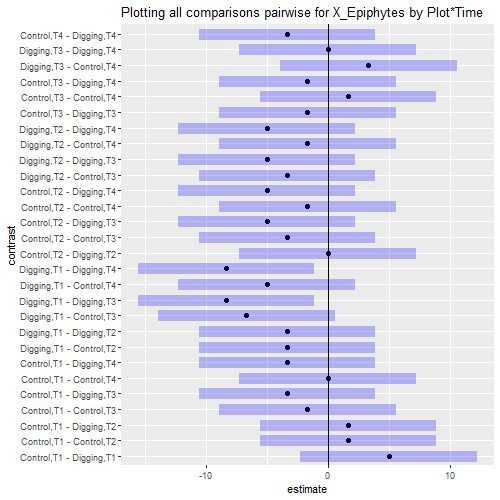 Plotting all comparisons pairwise for X_Epiphytes by Plot*Time
contrast
Control,T4 - Digging,T4
Digging,T3 - Digging,T4
Digging,T3 - Control,T4
Control,T3 - Digging,T4
Control,T3 - Control,T4
Control,T3 - Digging,T3
Digging,T2 - Digging,T4
Digging,T2 - Control,T4
Digging,T2 - Digging,T3
Digging,T2 - Control,T3
Control,T2 - Digging,T4
Control,T2 - Control,T4
Control,T2 - Digging,T3
Control,T2 - Control,T3
Control,T2 - Digging,T2
Digging,T1 - Digging,T4
Digging,T1 - Control,T4
Digging,T1 - Digging,T3
Digging,T1 - Control,T3
Digging,T1 - Digging,T2
Digging,T1 - Control,T2
Control,T1 - Digging,T4
Control,T1 - Control,T4
Control,T1 - Digging,T3
Control,T1 - Control,T3
Control,T1 - Digging,T2
Control,T1 - Control,T2
Control,T1 - Digging,T1
-10 0 10
estimate